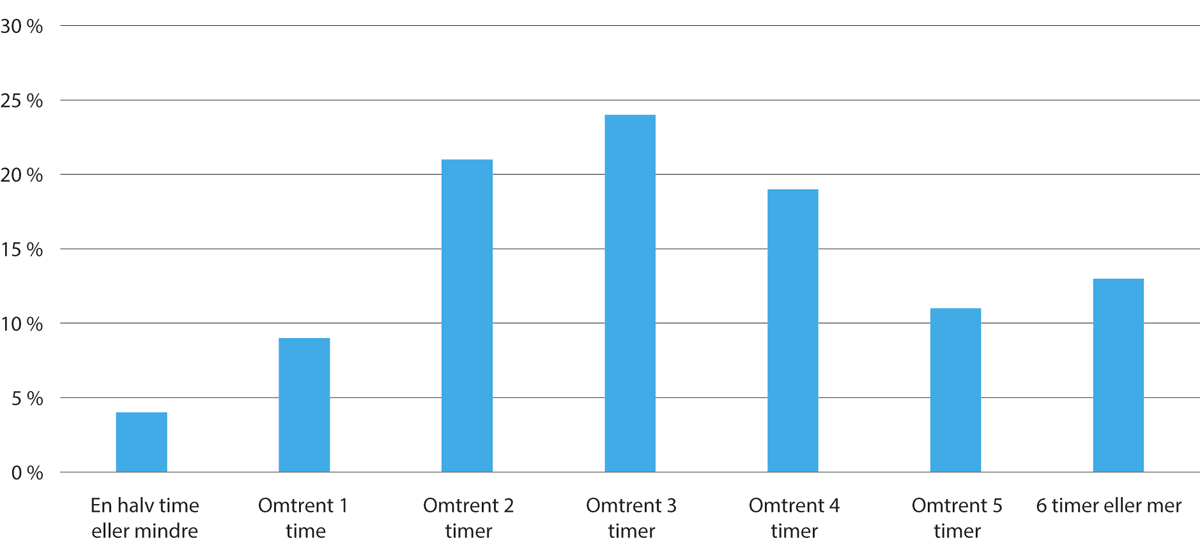 30 %
25 %
20 %
15 %
10 %
5 %
0 %
En halv time
eller mindre
Omtrent 1
time
Omtrent 2
timer
Omtrent 3
timer
Omtrent 4
timer
Omtrent 5
timer
6 timer eller mer